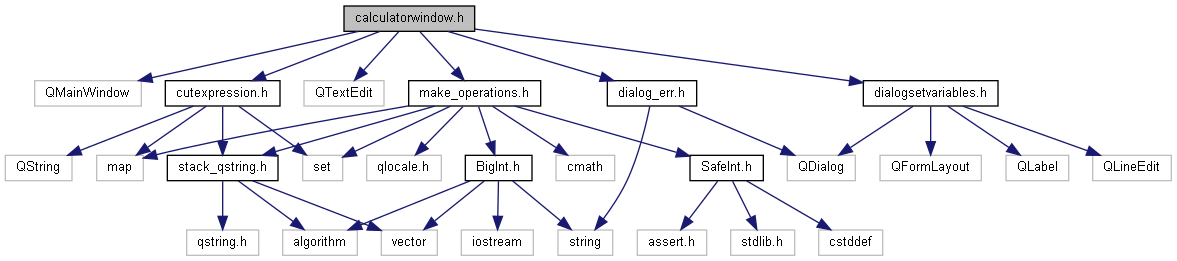 calculatorwindow.h
QMainWindow
cutexpression.h
QTextEdit
make_operations.h
dialog_err.h
dialogsetvariables.h
QString
map
stack_qstring.h
set
qlocale.h
BigInt.h
cmath
SafeInt.h
QDialog
QFormLayout
QLabel
QLineEdit
qstring.h
algorithm
vector
iostream
string
assert.h
stdlib.h
cstddef